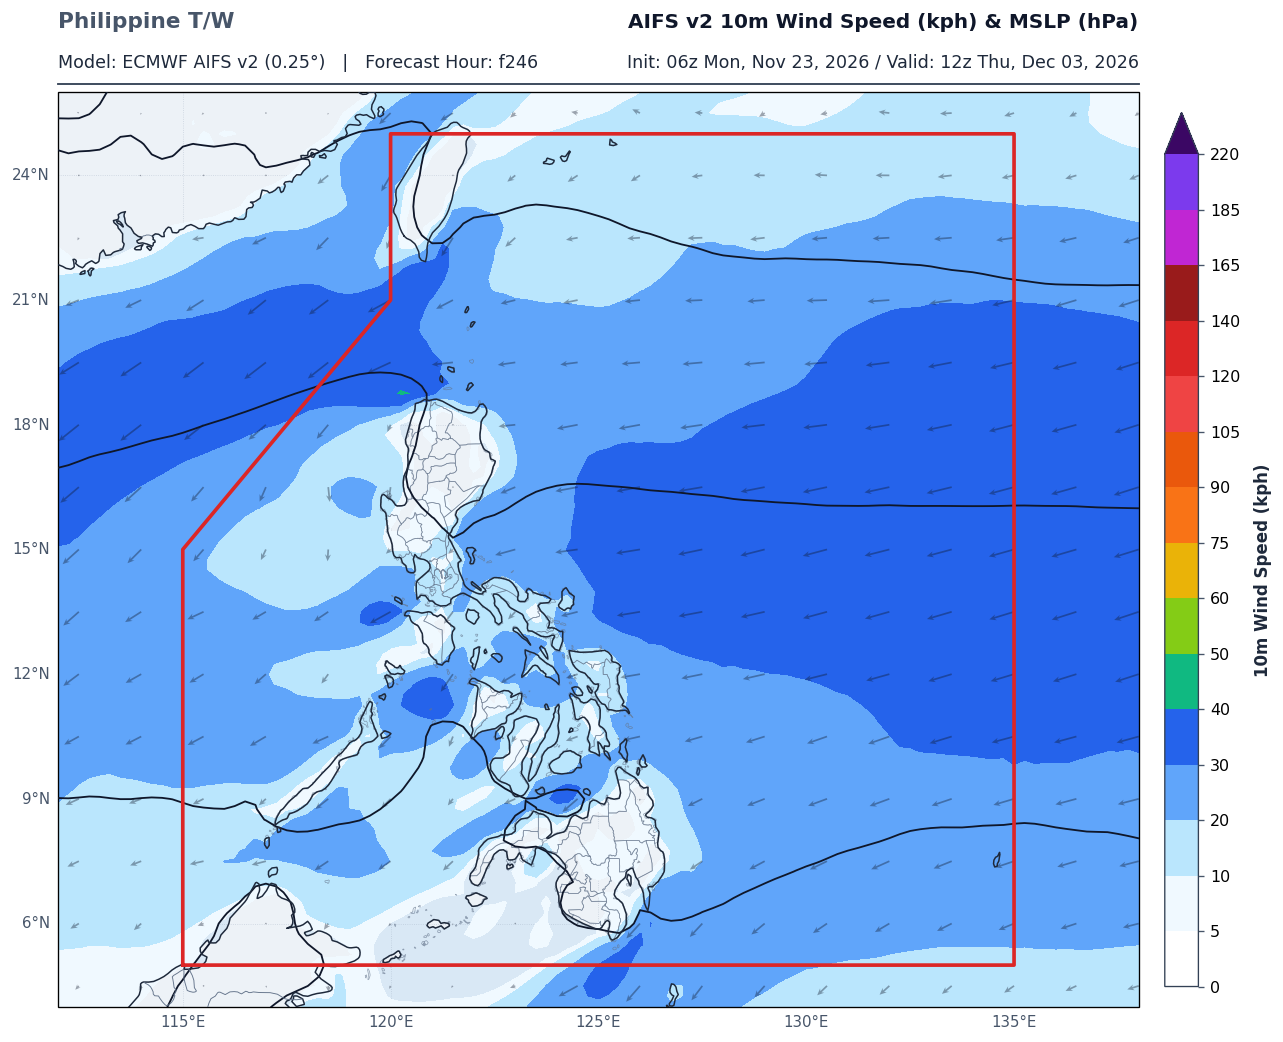 Philippine T/W
AIFS v2 10m Wind Speed (kph) & MSLP (hPa)
Model: ECMWF AIFS v2 (0.25°) | Forecast Hour: f246
Init: 06z Mon, Nov 23, 2026 / Valid: 12z Thu, Dec 03, 2026
24°N
21°N
18°N
15°N
12°N
9°N
6°N
115°E
120°E
125°E
130°E
135°E
220
185
165
140
120
105
90
75
60
50
40
30
20
10
5
0
10m Wind Speed (kph)